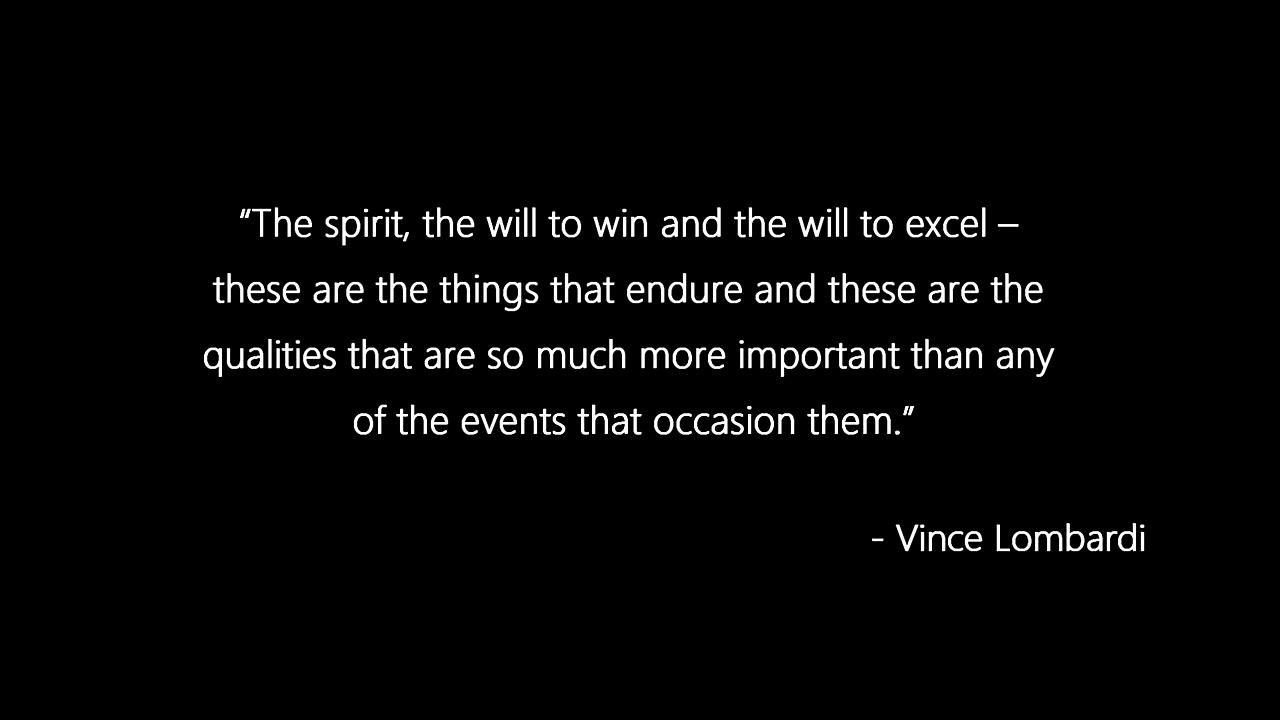 “The spirit, the will to win and the will to excel –
these are the things that endure and these are the
qualities that are so much more important than any
of the events that occasion them.”
- Vince Lombardi